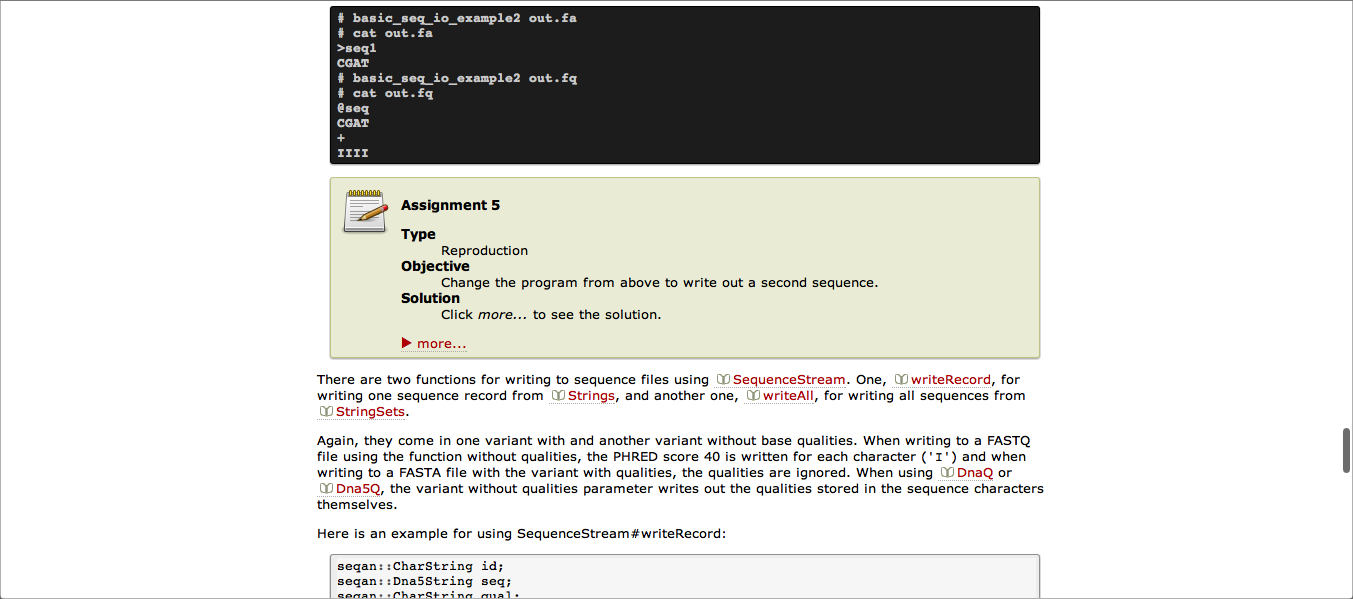 # basic_seq_io_example2 out.fa
# cat out.fa
>seq1
CGAT
# basic_seq_io_example2 out.fq
# cat out.fq
@seq
CGAT
+
IIII
Assignment 5
Type
Reproduction
Objective
Change the program from above to write out a second sequence.
Solution
Click more... to see the solution.
more...
There are two functions for writing to sequence files using SequenceStream. One, writeRecord, for
writing one sequence record from Strings, and another one, writeAll, for writing all sequences from
StringSets.
Again, they come in one variant with and another variant without base qualities. When writing to a FASTQ
file using the function without qualities, the PHRED score 40 is written for each character ('I') and when
writing to a FASTA file with the variant with qualities, the qualities are ignored. When using DnaQ or
Dna5Q, the variant without qualities parameter writes out the qualities stored in the sequence characters
themselves.
Here is an example for using SequenceStream#writeRecord:
seqan::CharString id;
seqan::Dna5String seq;
seqan::CharString qual;